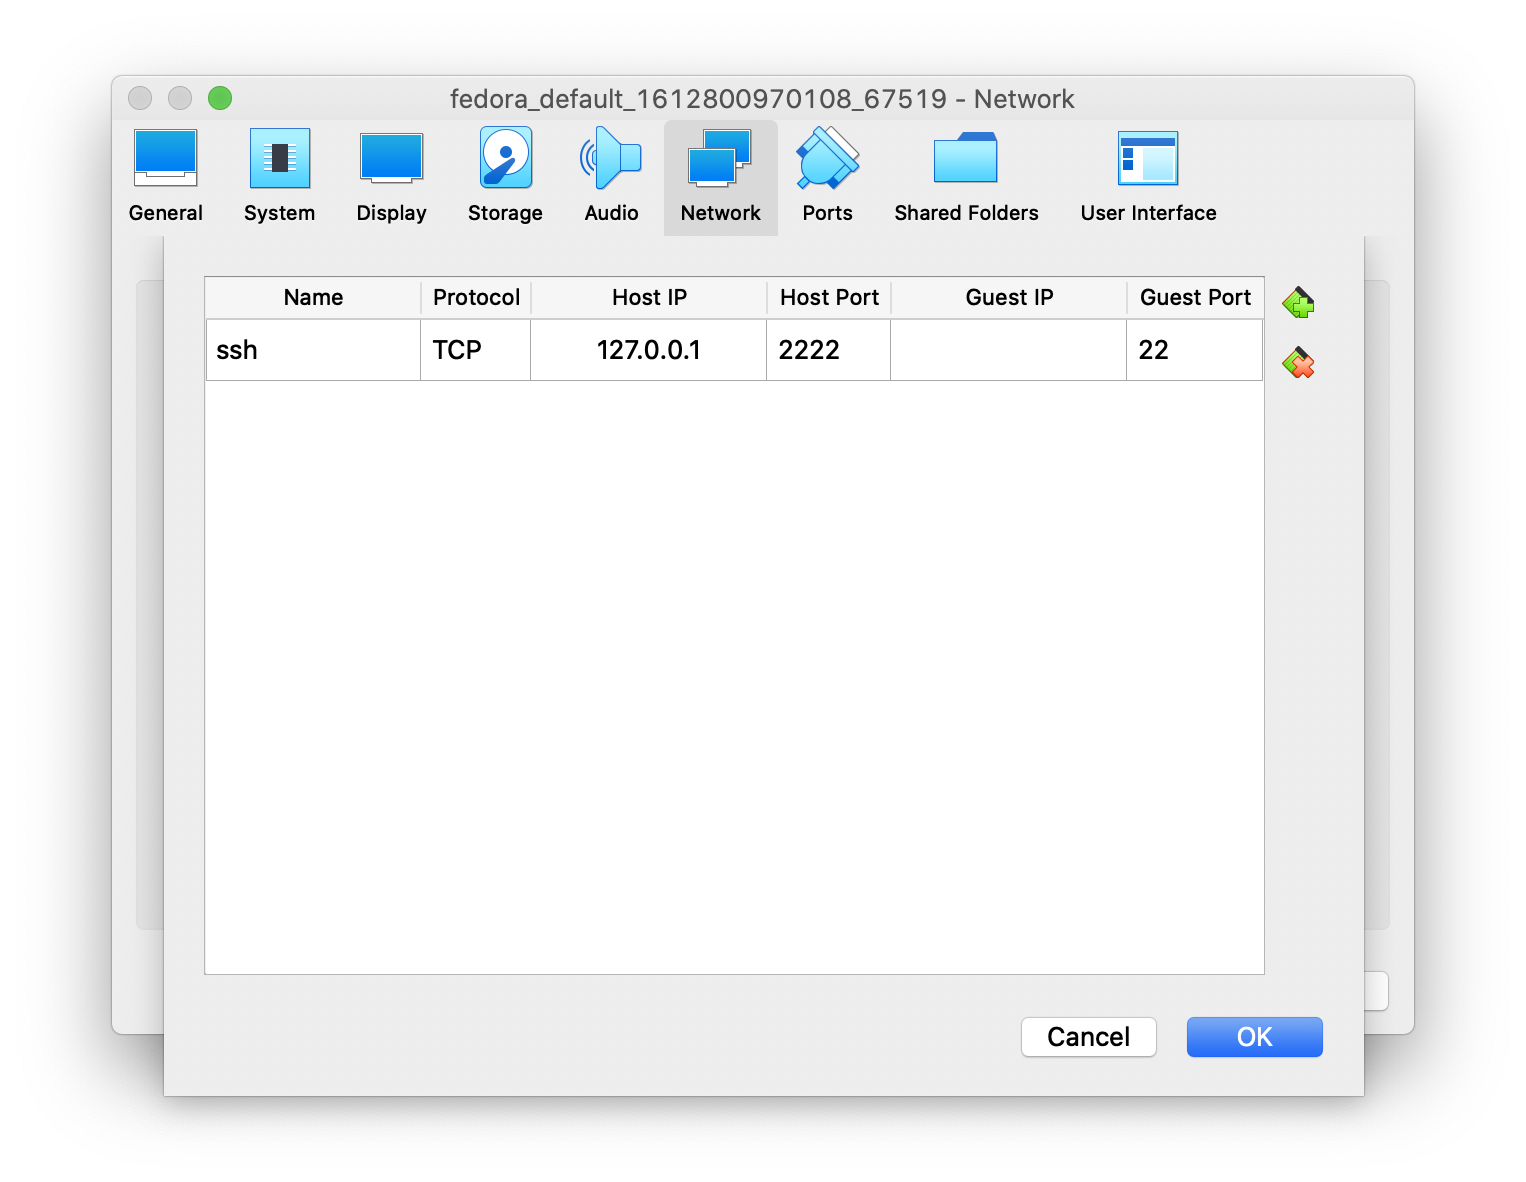 fedora_default_1612800970108_67519 - Network
General System Display Storage Audio Network Ports Shared Folders User Interface
Name Protocol Host IP Host Port Guest IP Guest Port
ssh TCP 127.0.0.1 2222 22
Cancel OK